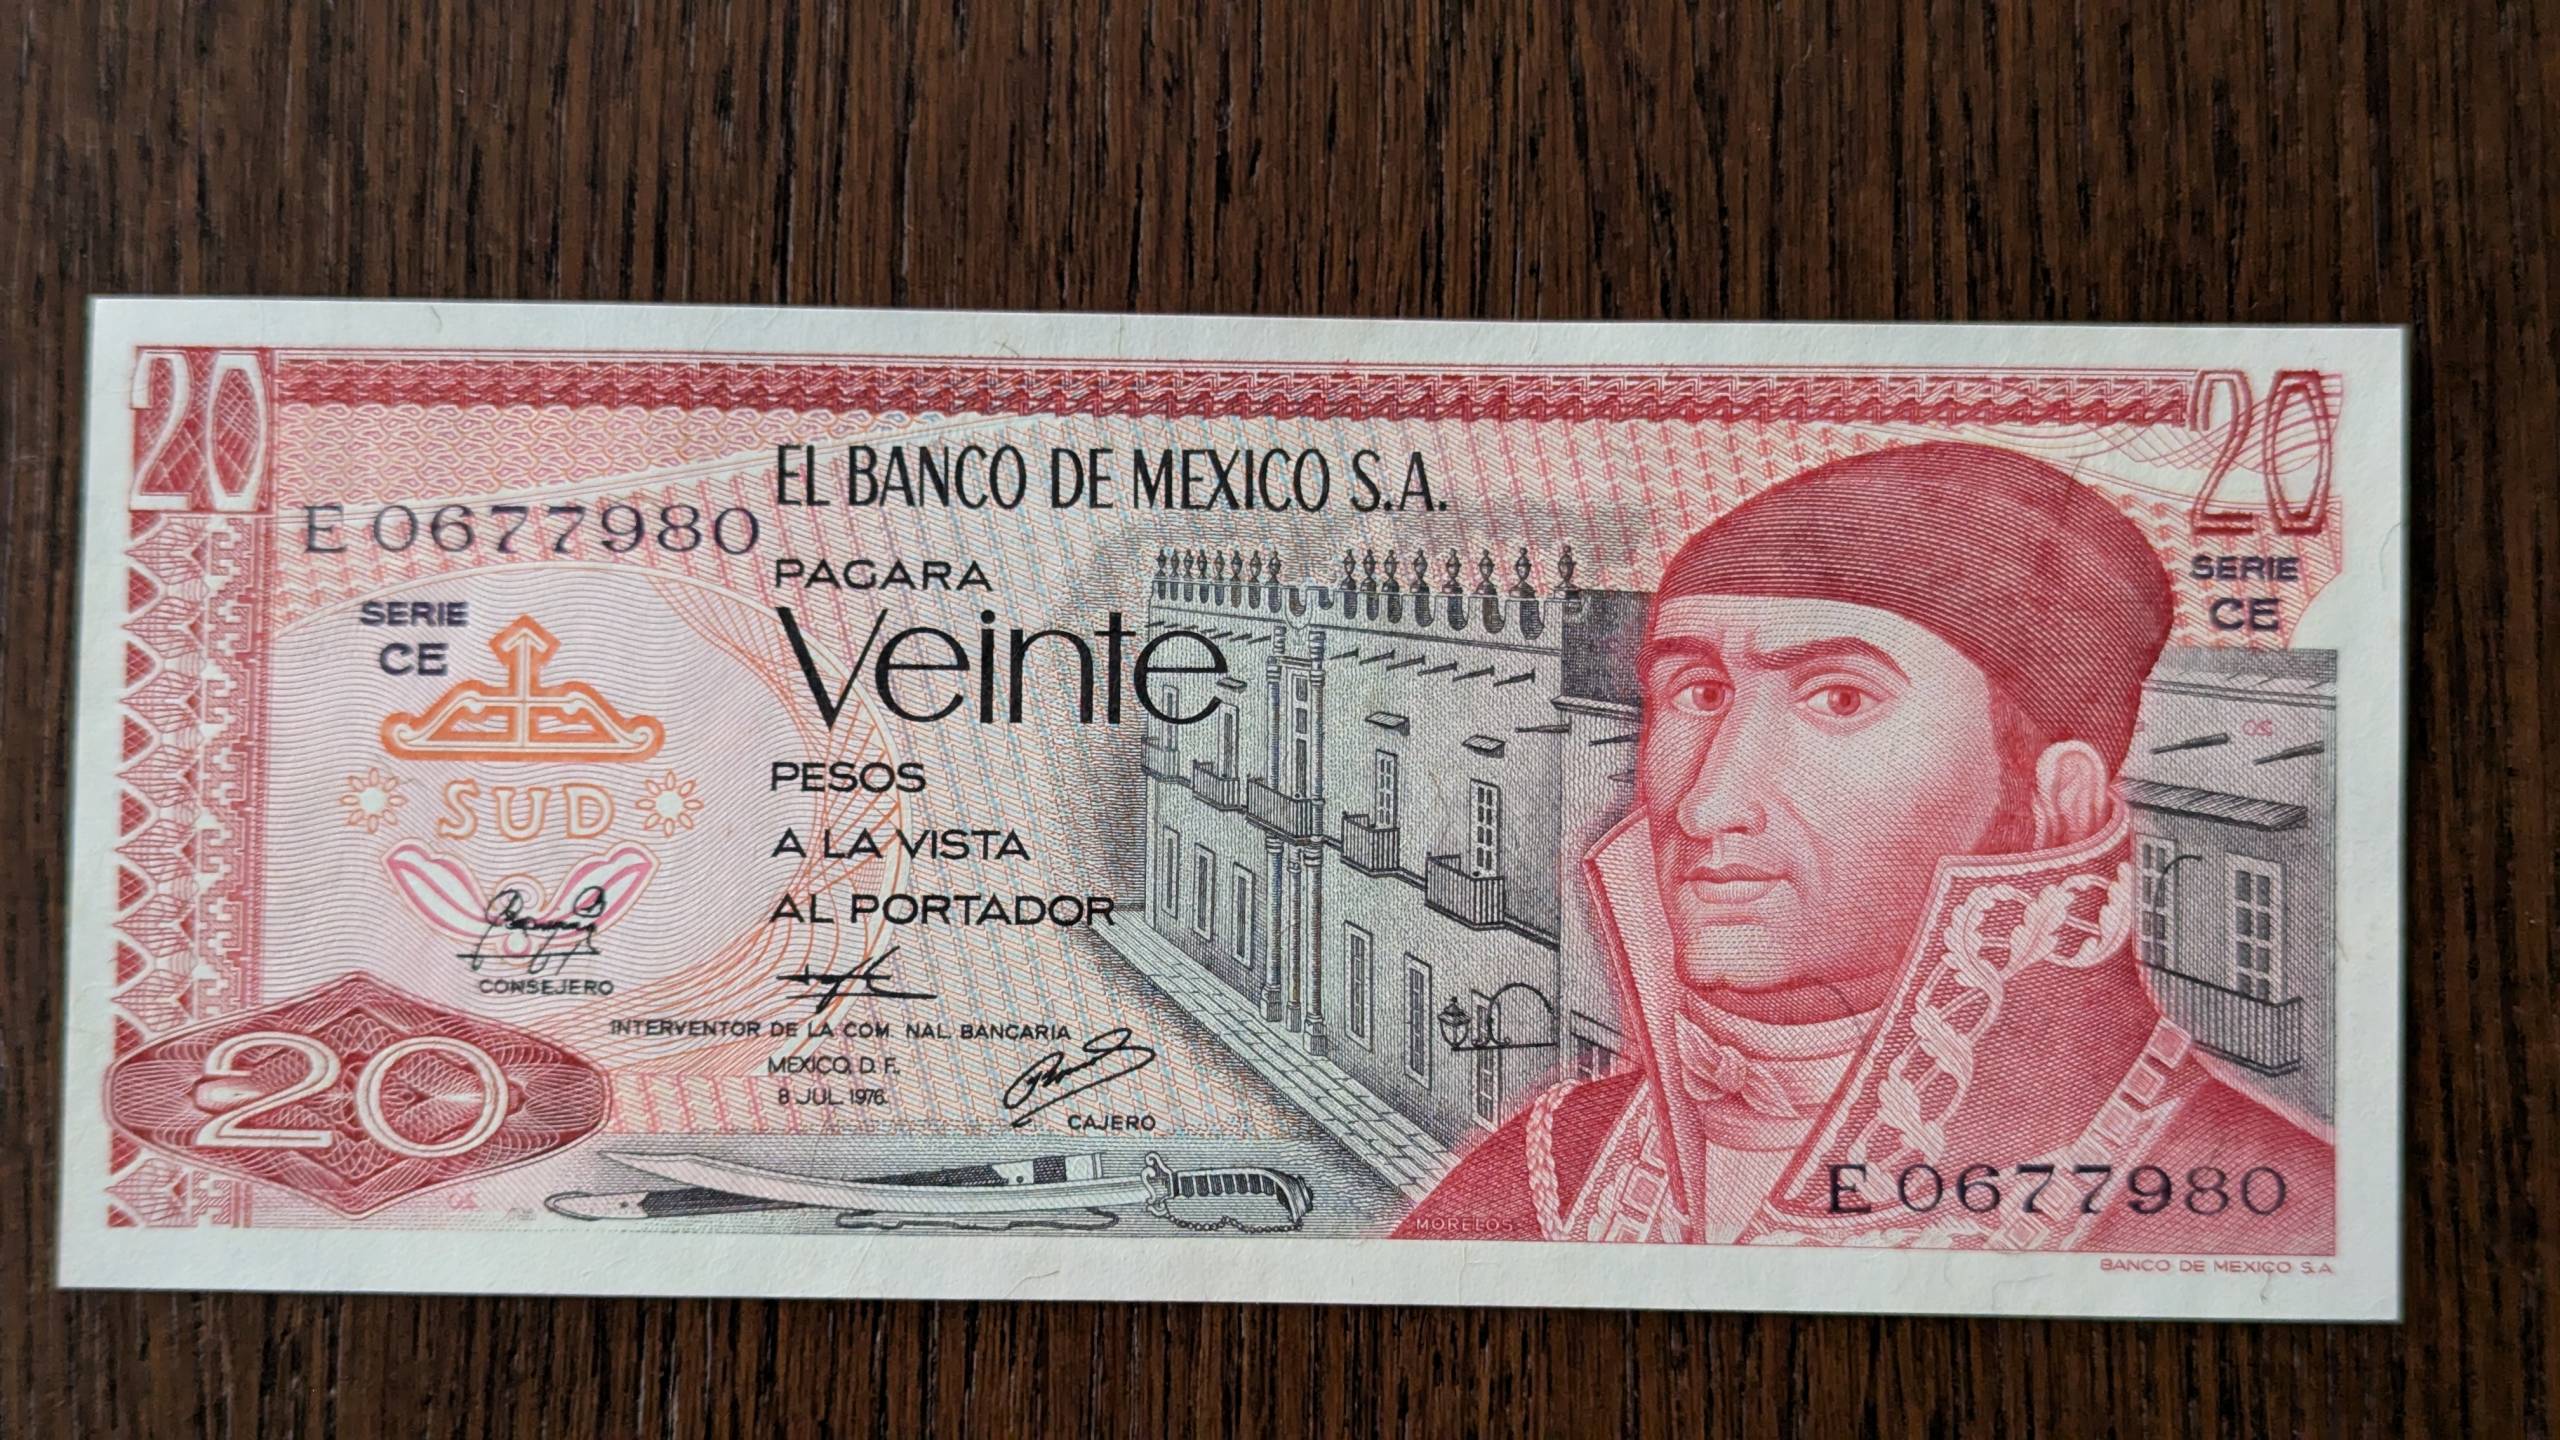 20
20
EL BANCO DE MEXICO S.A.
E 0677980
PAGARA
SERIE
CE
SERIE
CE
Veinte
SUD
PESOS
A LA VISTA
AL PORTADOR
CONSEJERO
INTERVENTOR DE LA COM. NAL. BANCARIA
MEXICO, D. F.,
8 JUL. 1976.
CAJERO
20
E 0677980
MORELOS
BANCO DE MEXICO S.A.